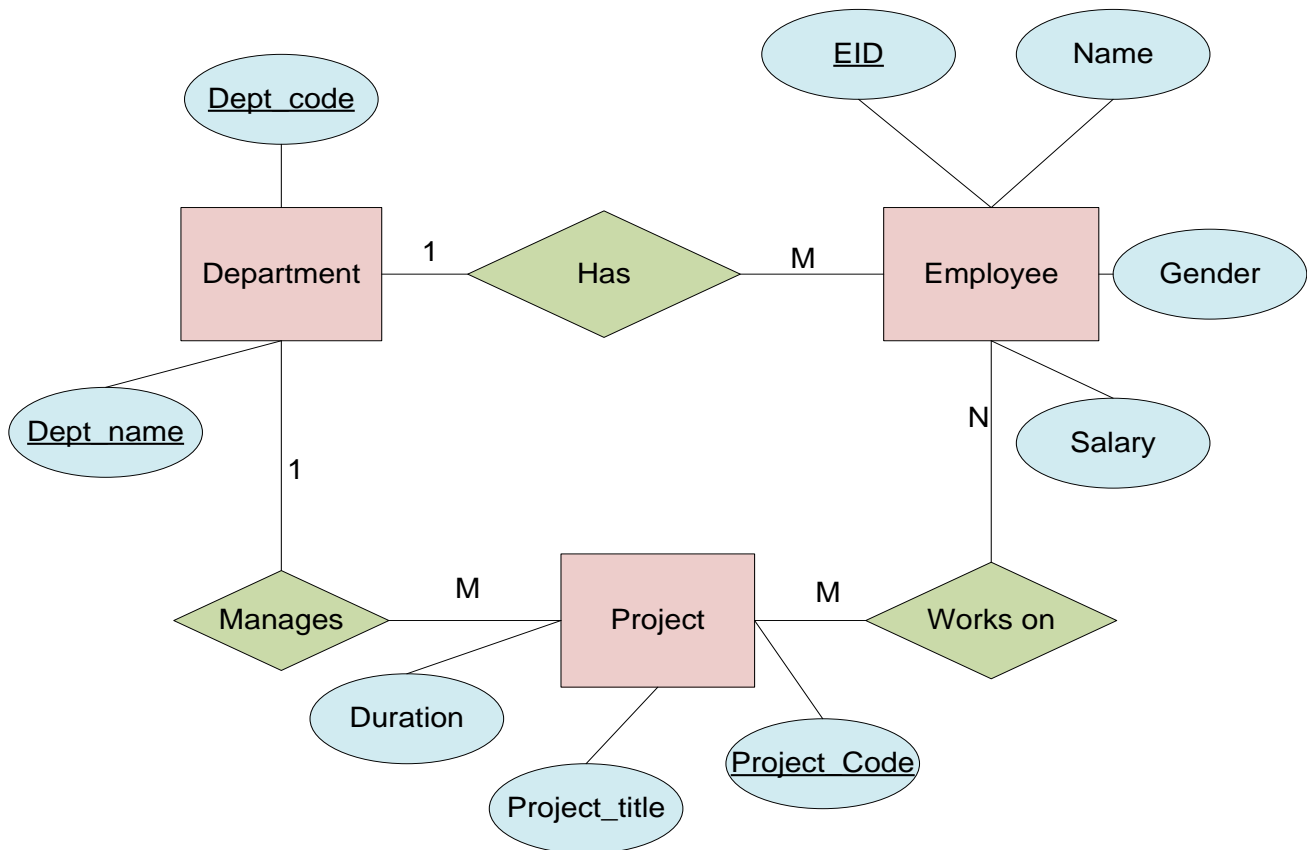 EID
Name
Dept_code
Department
1
Has
M
Employee
Gender
Dept_name
1
N
Salary
Manages
M
Project
M
Works on
Duration
Project_title
Project_Code